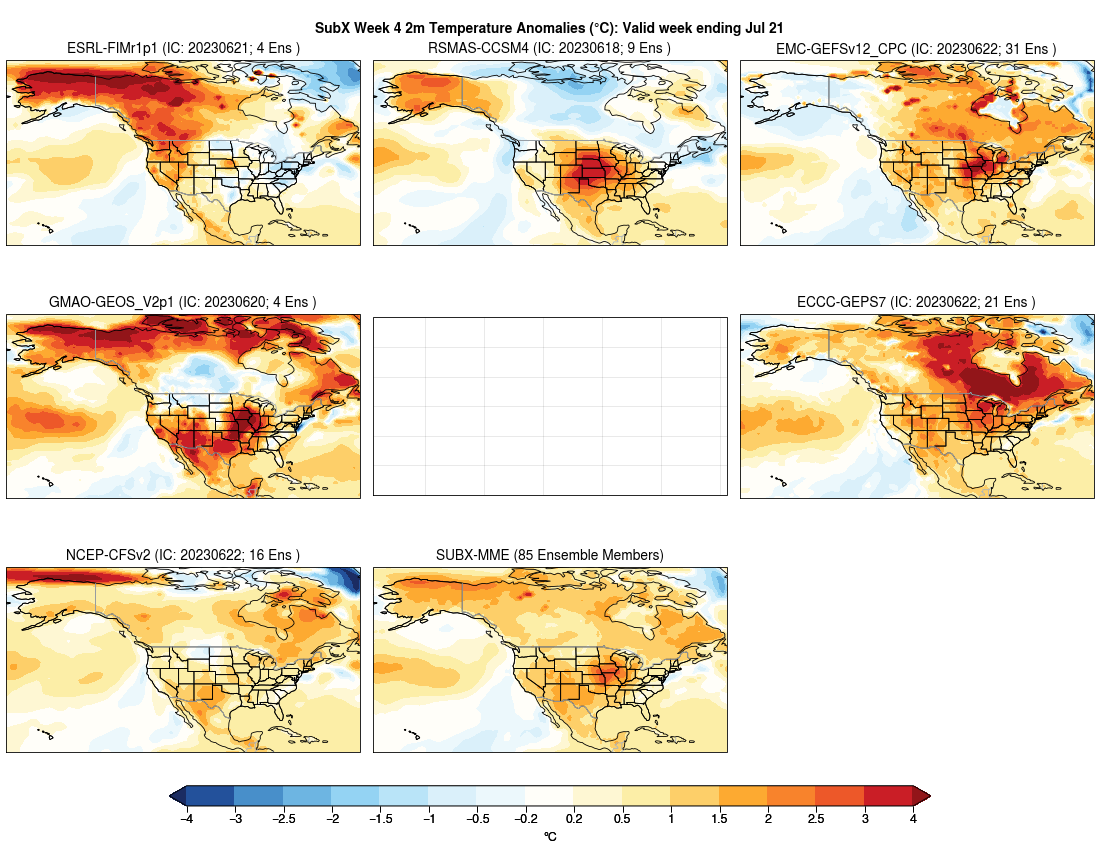 SubX Week 4 2m Temperature Anomalies (°C): Valid week ending Jul 21
ESRL-FIMr1p1 (IC: 20230621; 4 Ens )
RSMAS-CCSM4 (IC: 20230618; 9 Ens )
EMC-GEFSv12_CPC (IC: 20230622; 31 Ens )
GMAO-GEOS_V2p1 (IC: 20230620; 4 Ens )
ECCC-GEPS7 (IC: 20230622; 21 Ens )
NCEP-CFSv2 (IC: 20230622; 16 Ens )
SUBX-MME (85 Ensemble Members)
−4 −3 −2.5 −2 −1.5 −1 −0.5 −0.2 0.2 0.5 1 1.5 2 2.5 3 4
°C